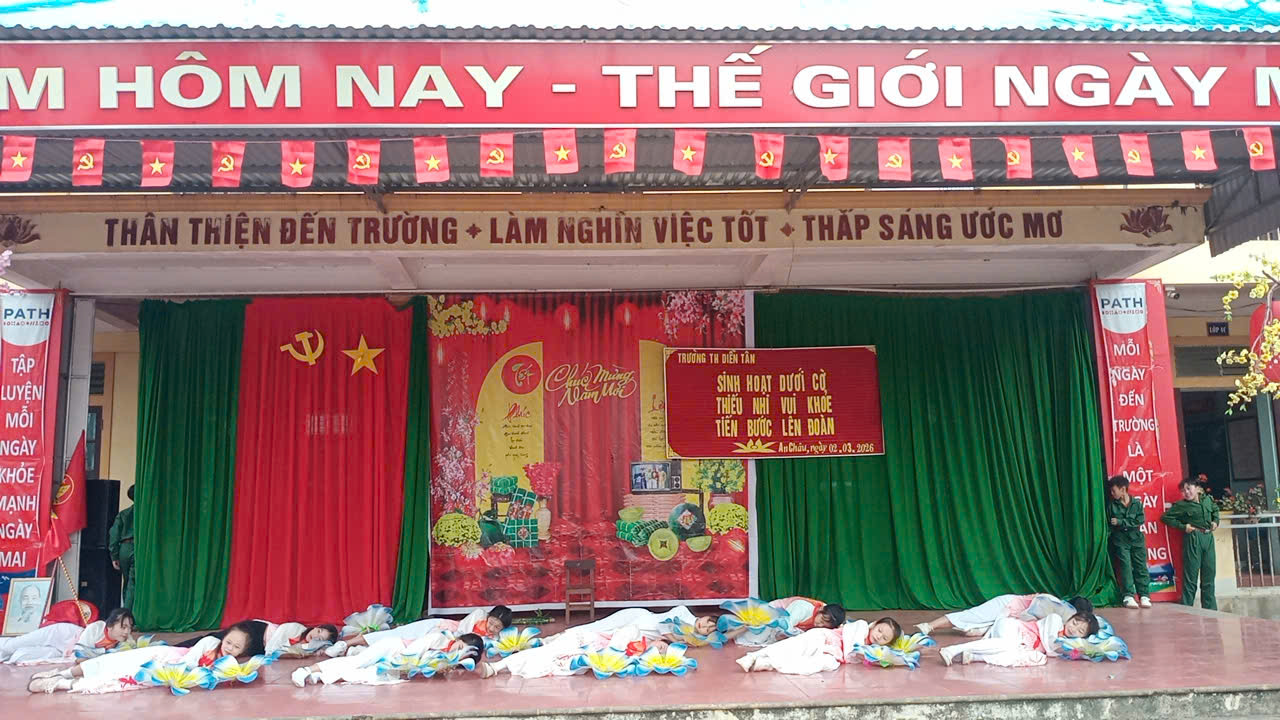 M HÔM NAY - THẾ GIỚI NGÀY M
THÂN THIỆN ĐẾN TRƯỜNG + LÀM NGHÌN VIỆC TỐT + THẮP SÁNG ƯỚC MƠ
PATH
TẬP
LUYỆN
MỖI
NGÀY
KHỎE
MẠNH
NGÀY
MAI
Tết
Chúc Mừng
Năm Mới
Phúc
TRƯỜNG TH DIỄN TÂN
SINH HOẠT DƯỚI CỜ
THIẾU NHI VUI KHỎE
TIẾN BƯỚC LÊN ĐOÀN
An Châu, ngày 02.03.2026
PATH
MỖI
NGÀY
ĐẾN
TRƯỜNG
LÀ
MỘT
LỚP